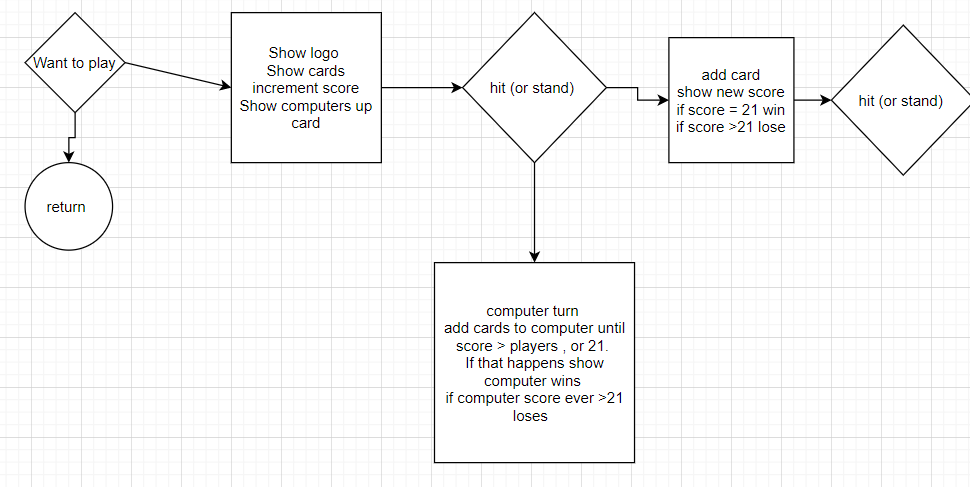 Want to play
Show logo
Show cards
increment score
Show computers up
card
hit (or stand)
add card
show new score
if score = 21 win
if score >21 lose
hit (or stand)
return
computer turn
add cards to computer until
score > players , or 21.
If that happens show
computer wins
if computer score ever >21
loses